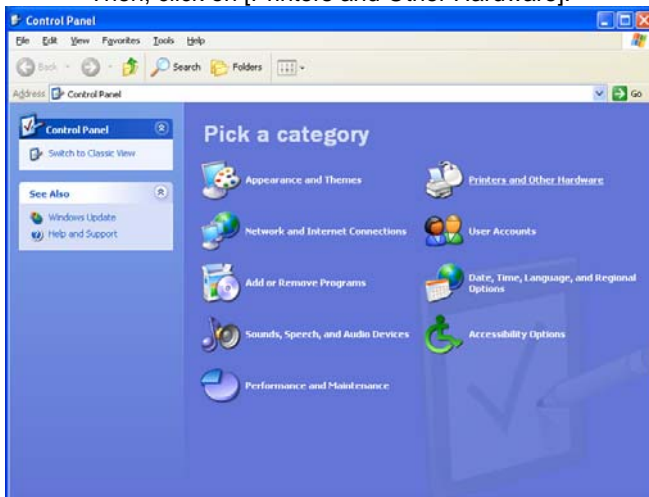 Then, click on [Printers and Other Hardware].
Control Panel
File Edit View Favorites Tools Help
Back Search Folders
Address Control Panel Go
Control Panel
Switch to Classic View
See Also
Windows Update
Help and Support
Pick a category
Appearance and Themes
Printers and Other Hardware
Network and Internet Connections
User Accounts
Add or Remove Programs
Date, Time, Language, and Regional
Options
Sounds, Speech, and Audio Devices
Accessibility Options
Performance and Maintenance